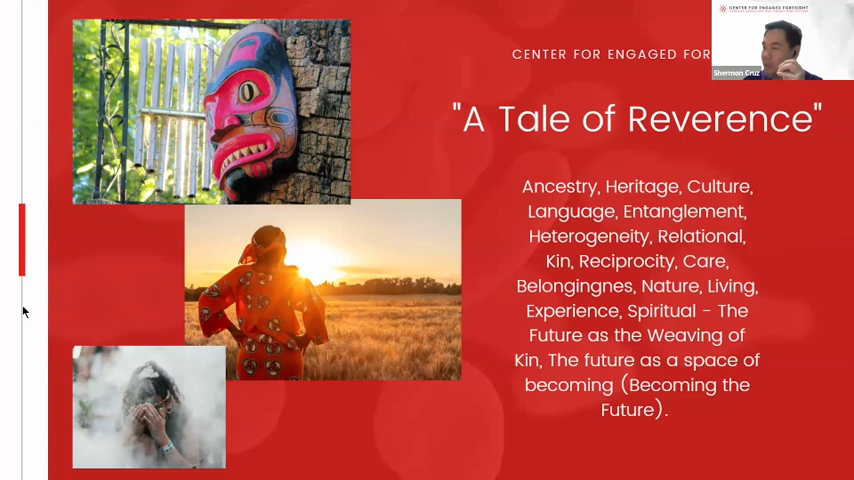 CENTER FOR ENGAGED FORESIGHT
CENTER FOR ENGAGED FOR
Shermon Cruz
"A Tale of Reverence"
Ancestry, Heritage, Culture,
Language, Entanglement,
Heterogeneity, Relational,
Kin, Reciprocity, Care,
Belongingnes, Nature, Living,
Experience, Spiritual - The
Future as the Weaving of
Kin, The future as a space of
becoming (Becoming the
Future).